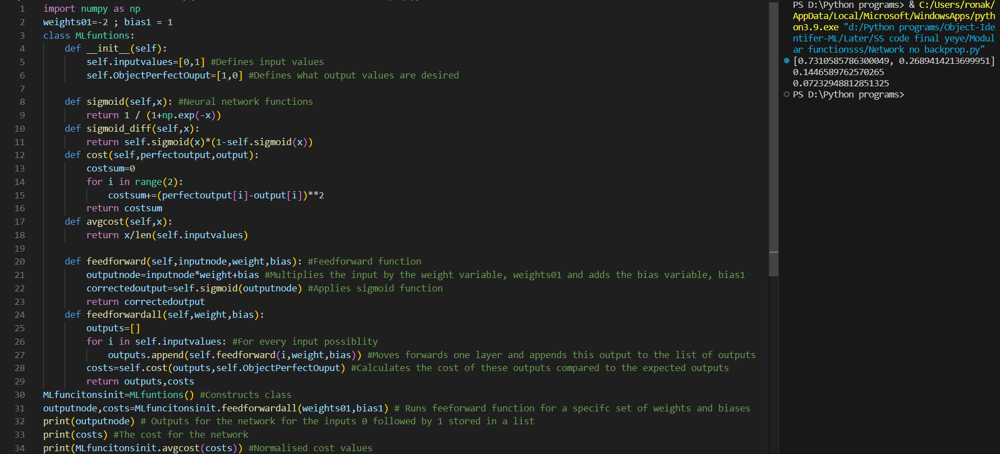 1 import numpy as np
2 weights01=-2 ; bias1 = 1
3 class MLfuntions:
4     def __init__(self):
5         self.inputvalues=[0,1] #Defines input values
6         self.ObjectPerfectOuput=[1,0] #Defines what output values are desired
7
8     def sigmoid(self,x): #Neural network functions
9         return 1 / (1+np.exp(-x))
10     def sigmoid_diff(self,x):
11         return self.sigmoid(x)*(1-self.sigmoid(x))
12     def cost(self,perfectoutput,output):
13         costsum=0
14         for i in range(2):
15             costsum+=(perfectoutput[i]-output[i])**2
16         return costsum
17     def avgcost(self,x):
18         return x/len(self.inputvalues)
19
20     def feedforward(self,inputnode,weight,bias): #Feedforward function
21         outputnode=inputnode*weight+bias #Multiplies the input by the weight variable, weights01 and adds the bias variable, bias1
22         correctedoutput=self.sigmoid(outputnode) #Applies sigmoid function
23         return correctedoutput
24     def feedforwardall(self,weight,bias):
25         outputs=[]
26         for i in self.inputvalues: #For every input possiblity
27             outputs.append(self.feedforward(i,weight,bias)) #Moves forwards one layer and appends this output to the list of outputs
28         costs=self.cost(outputs,self.ObjectPerfectOuput) #Calculates the cost of these outputs compared to the expected outputs
29         return outputs,costs
30 MLfuncitonsinit=MLfuntions() #Constructs class
31 outputnode,costs=MLfuncitonsinit.feedforwardall(weights01,bias1) # Runs feeforward function for a specifc set of weights and biases
32 print(outputnode) # Outputs for the network for the inputs 0 followed by 1 stored in a list
33 print(costs) #The cost for the network
34 print(MLfuncitonsinit.avgcost(costs)) #Normalised cost values
PS D:\Python programs> & C:/Users/ronak/
AppData/Local/Microsoft/WindowsApps/pyth
on3.9.exe "d:/Python programs/Object-Ide
ntifer-ML/Later/SS code final yeye/Modul
ar functionsss/Network no backprop.py"
[0.7310585786300049, 0.2689414213699951]
0.1446589762570265
0.07232948812851325
PS D:\Python programs>